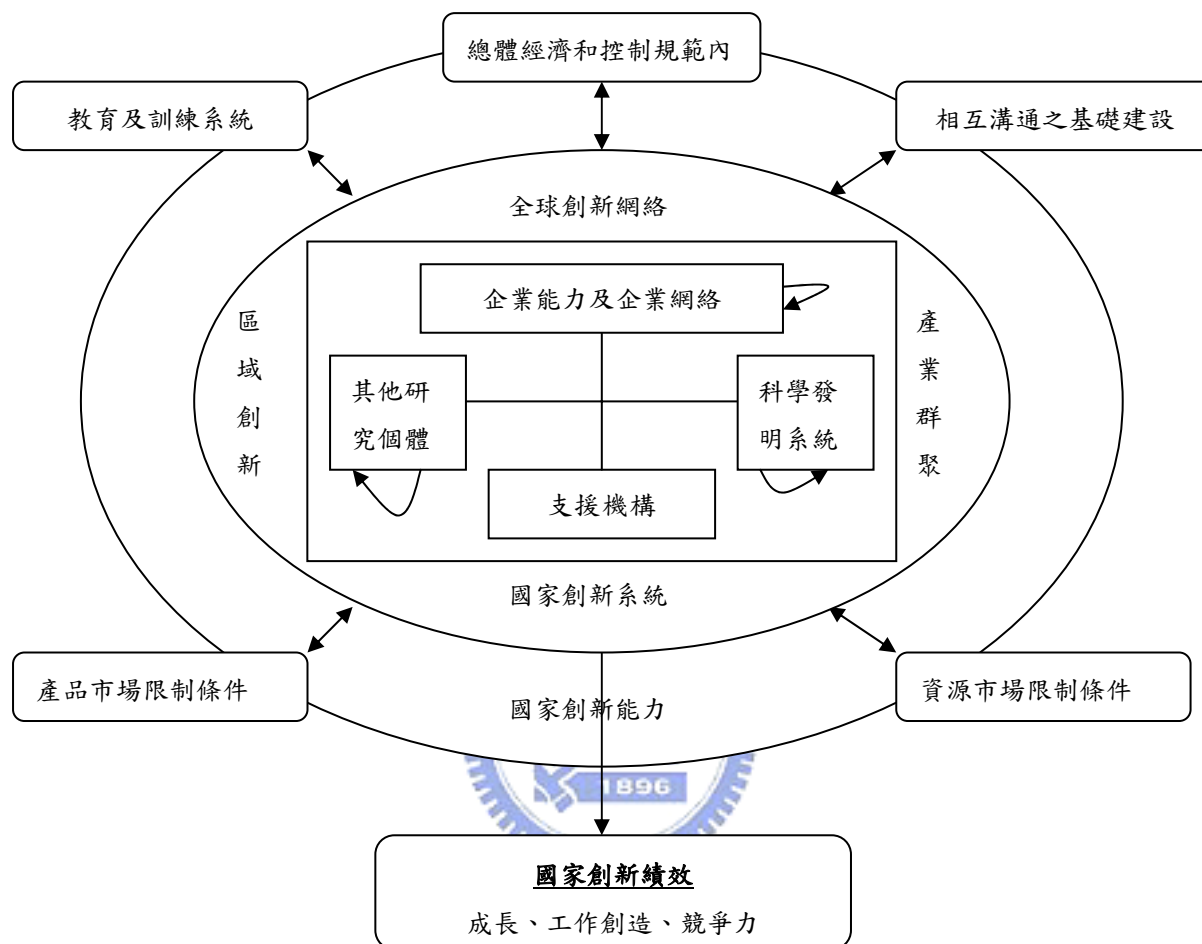 總體經濟和控制規範內
教育及訓練系統
相互溝通之基礎建設
全球創新網絡
區域創新
企業能力及企業網絡
產業群聚
其他研
究個體
科學發
明系統
支援機構
國家創新系統
產品市場限制條件
資源市場限制條件
國家創新能力
1896
國家創新績效
成長、工作創造、競爭力